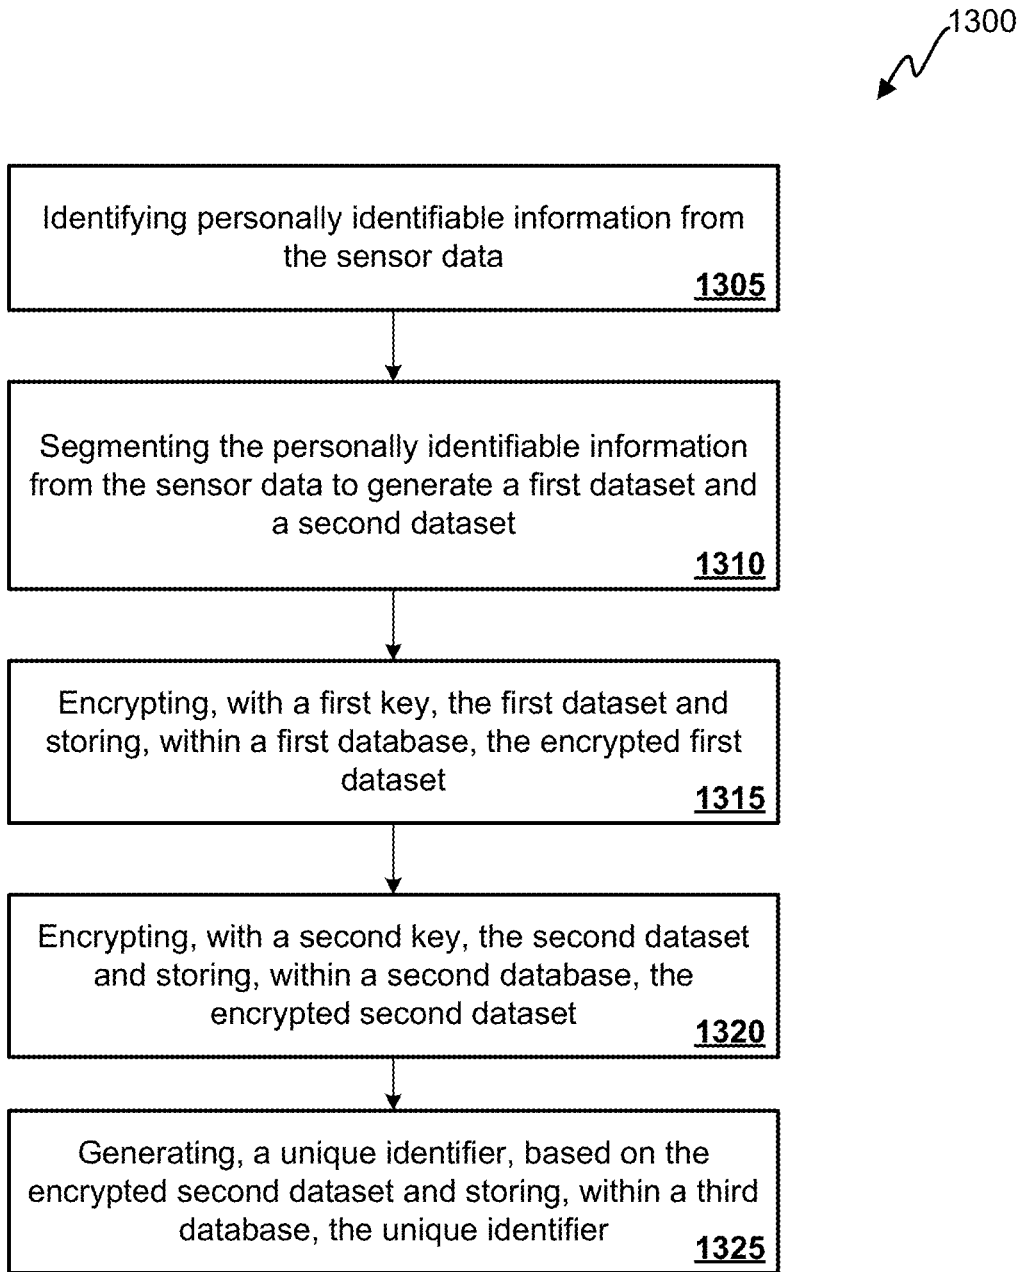 1300
Identifying personally identifiable information from
the sensor data
1305
Segmenting the personally identifiable information
from the sensor data to generate a first dataset and
a second dataset
1310
Encrypting, with a first key, the first dataset and
storing, within a first database, the encrypted first
dataset
1315
Encrypting, with a second key, the second dataset
and storing, within a second database, the
encrypted second dataset
1320
Generating, a unique identifier, based on the
encrypted second dataset and storing, within a third
database, the unique identifier
1325